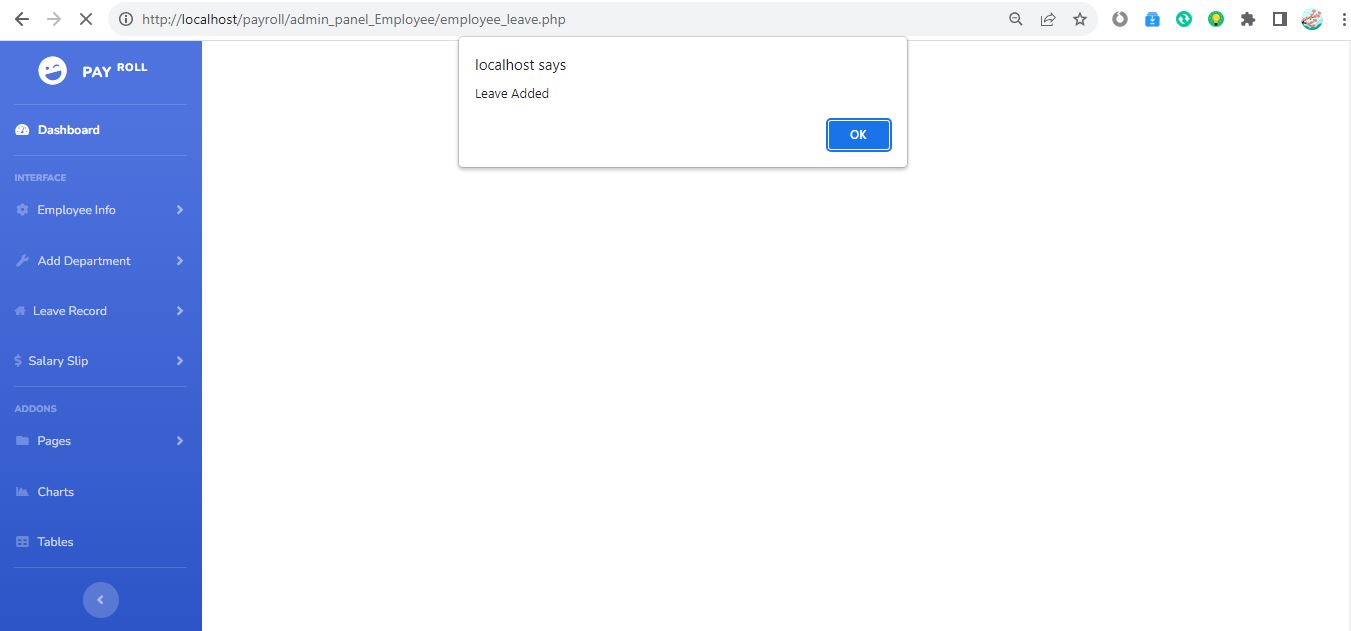 http://localhost/payroll/admin_panel_Employee/employee_leave.php
localhost says
Leave Added
OK
PAY ROLL
Dashboard
INTERFACE
Employee Info
Add Department
Leave Record
$ Salary Slip
ADDONS
Pages
Charts
Tables